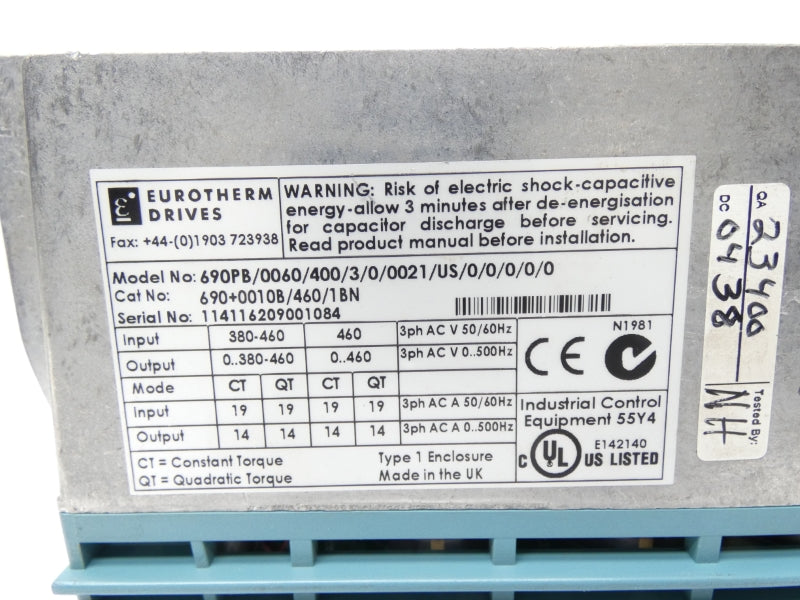 EUROTHERM
DRIVES
Fax: +44-(0)1903 723938
WARNING: Risk of electric shock-capacitive
energy-allow 3 minutes after de-energisation
for capacitor discharge before servicing.
Read product manual before installation.
Model No: 690PB/0060/400/3/0/0021/US/0/0/0/0/0
Cat No: 690+0010B/460/1BN
Serial No: 114116209001084
Input 380-460 460 3ph AC V 50/60Hz
Output 0..380-460 0..460 3ph AC V 0..500Hz
Mode CT QT CT QT
Input 19 19 19 19 3ph AC A 50/60Hz
Output 14 14 14 14 3ph AC A 0..500Hz
CT = Constant Torque Type 1 Enclosure
QT = Quadratic Torque Made in the UK
N1981
CE
Industrial Control
Equipment 55Y4
E142140
C UL US LISTED
QA 23400
DC 0438
Tested By: NH